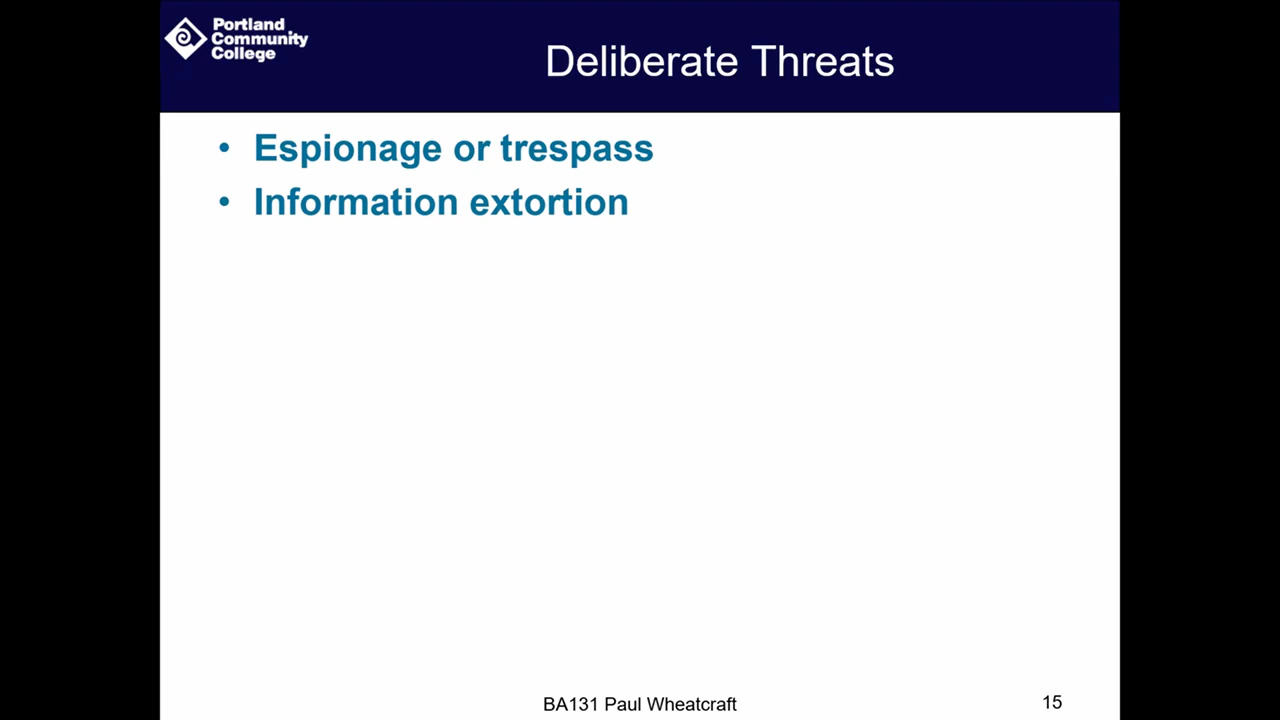 Portland
Community
College
Deliberate Threats
• Espionage or trespass
• Information extortion
BA131 Paul Wheatcraft
15